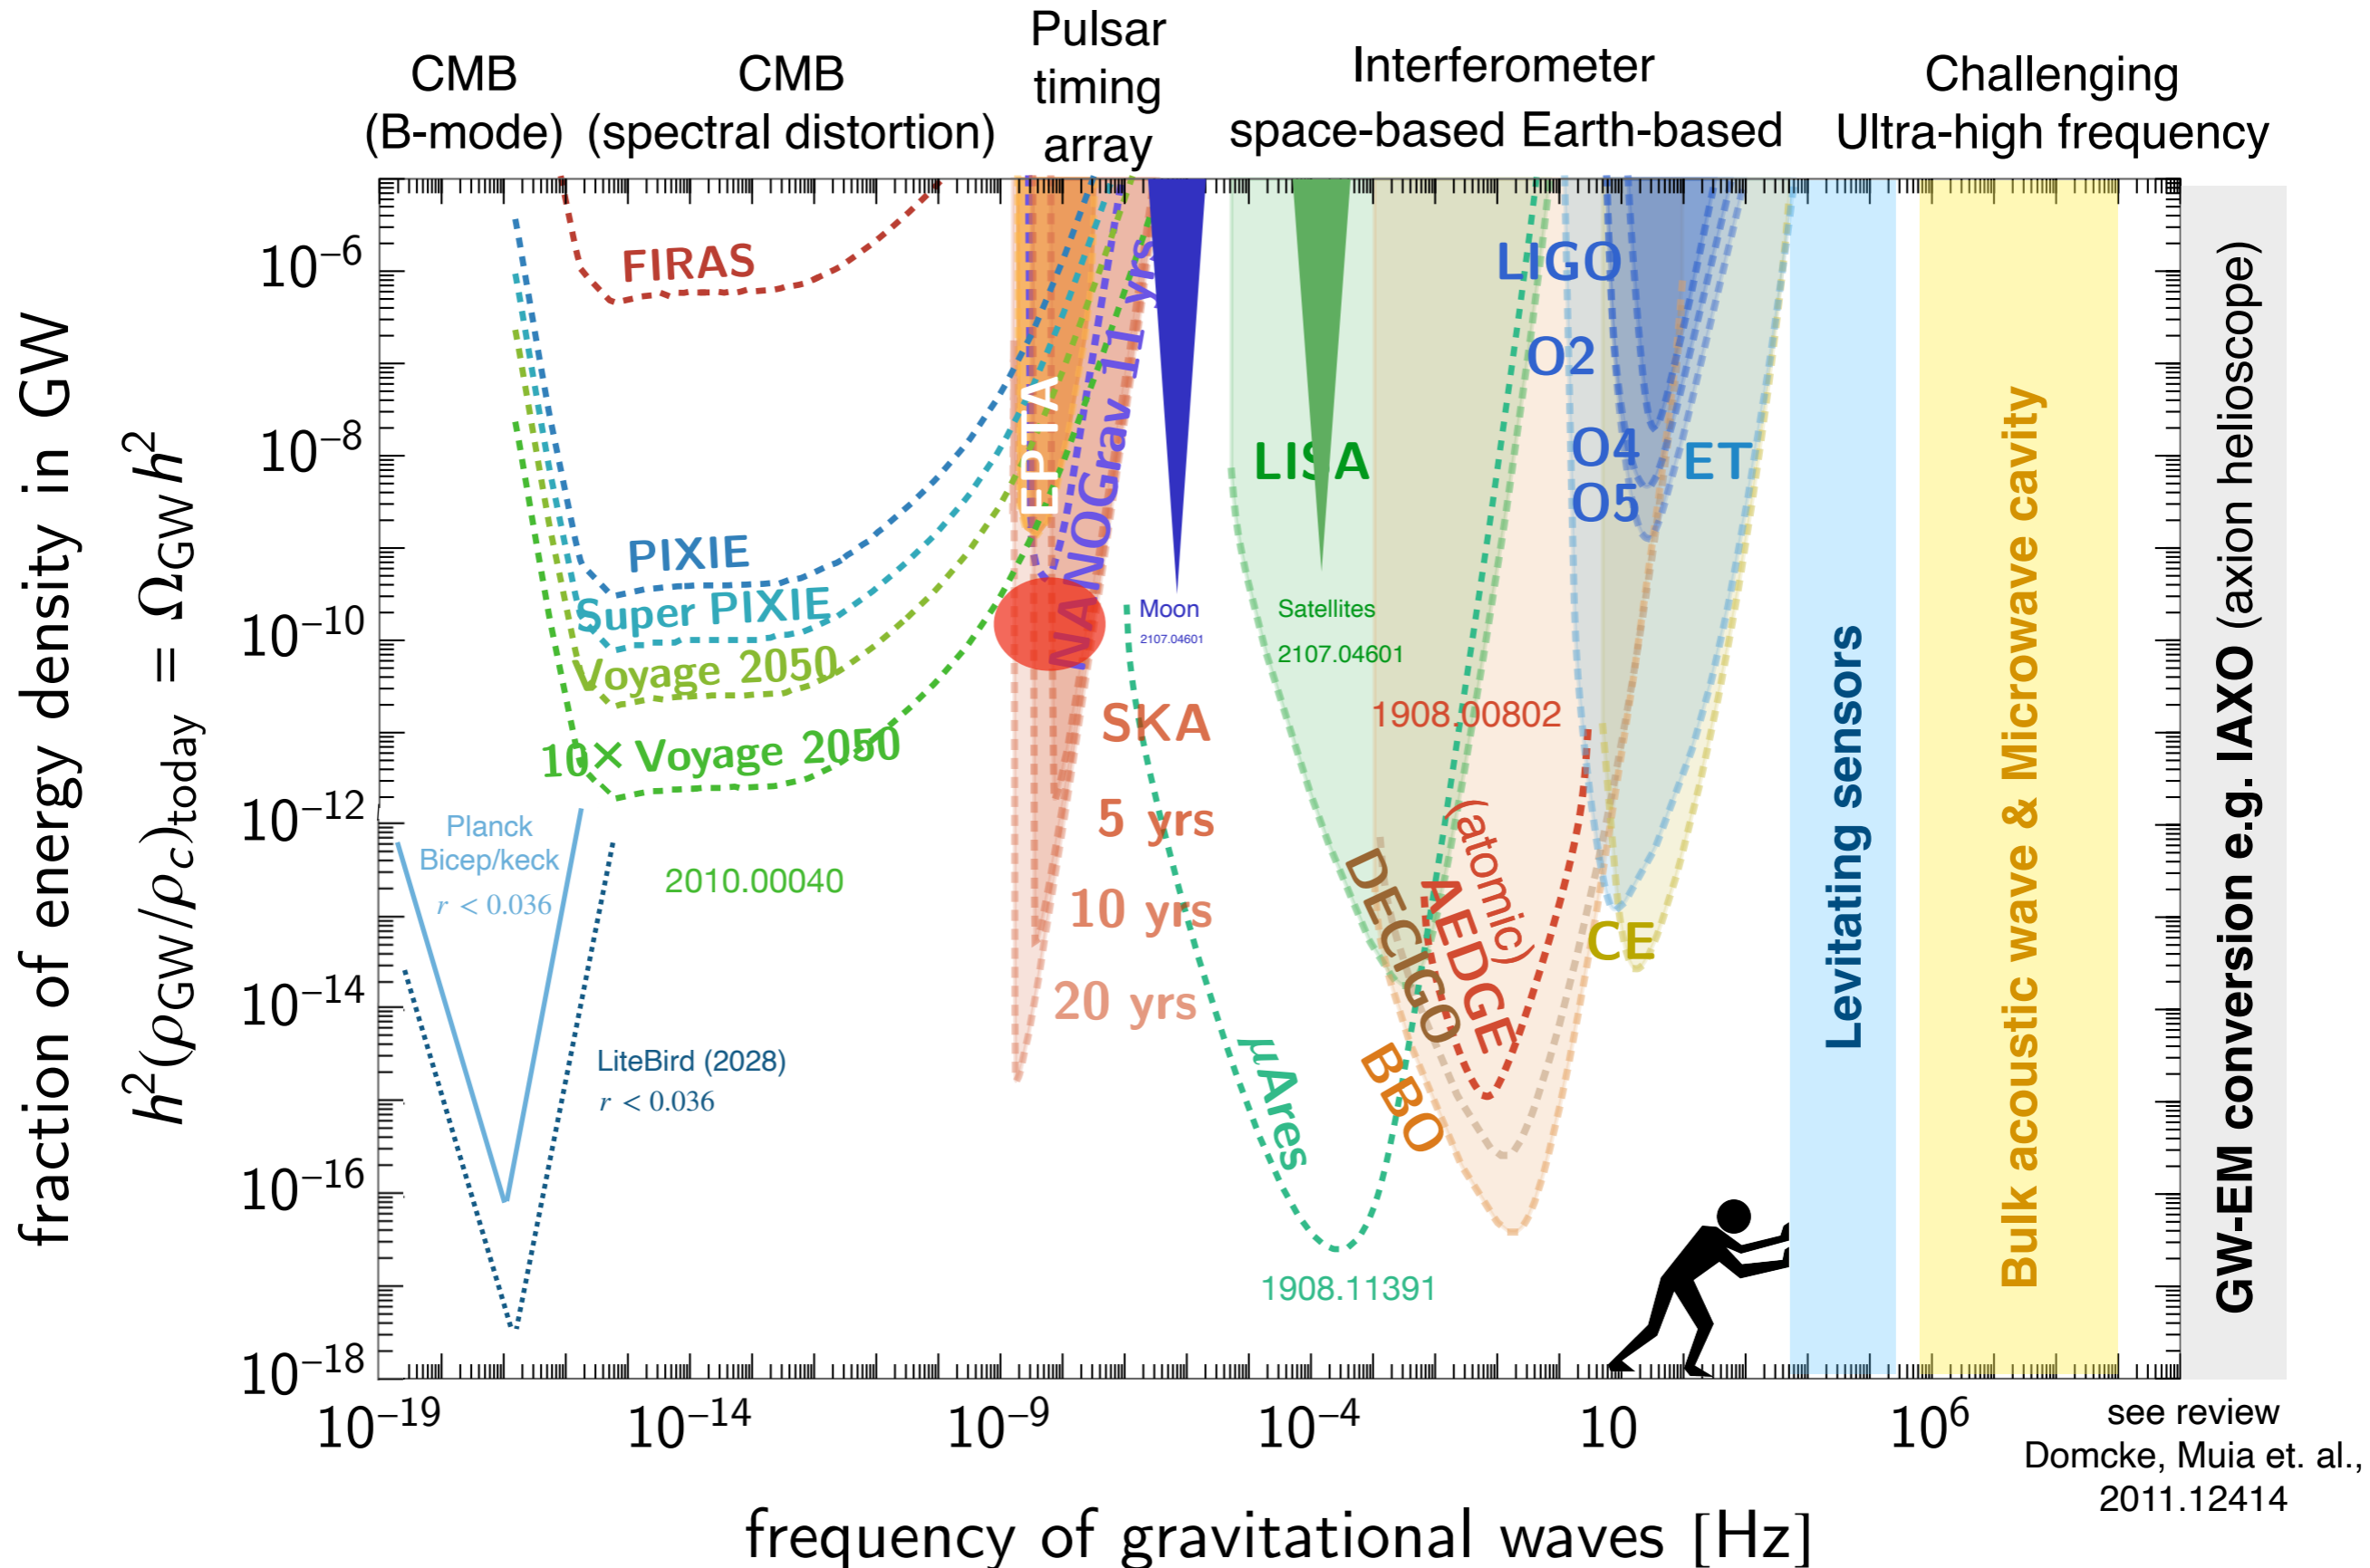 CMB
(B-mode)
CMB
(spectral distortion)
Pulsar
timing
array
Interferometer
space-based Earth-based
Challenging
Ultra-high frequency
fraction of energy density in GW
h²(ρGW/ρc)today = ΩGWh²
10⁻⁶
10⁻⁸
10⁻¹⁰
10⁻¹²
10⁻¹⁴
10⁻¹⁶
10⁻¹⁸
FIRAS
PIXIE
Super PIXIE
Voyage 2050
10× Voyage 2050
2010.00040
Planck
Bicep/keck
r < 0.036
LiteBird (2028)
r < 0.036
EPTA
NANOGrav 11 yrs
SKA
5 yrs
10 yrs
20 yrs
Moon
2107.04601
LISA
Satellites
2107.04601
1908.00802
DECIGO
AEDGE
(atomic)
BBO
μAres
1908.11391
LIGO
O2
O4
O5
ET
CE
Levitating sensors
Bulk acoustic wave & Microwave cavity
GW-EM conversion e.g. IAXO (axion helioscope)
10⁻¹⁹
10⁻¹⁴
10⁻⁹
10⁻⁴
10
10⁶
see review
Domcke, Muia et. al.,
2011.12414
frequency of gravitational waves [Hz]